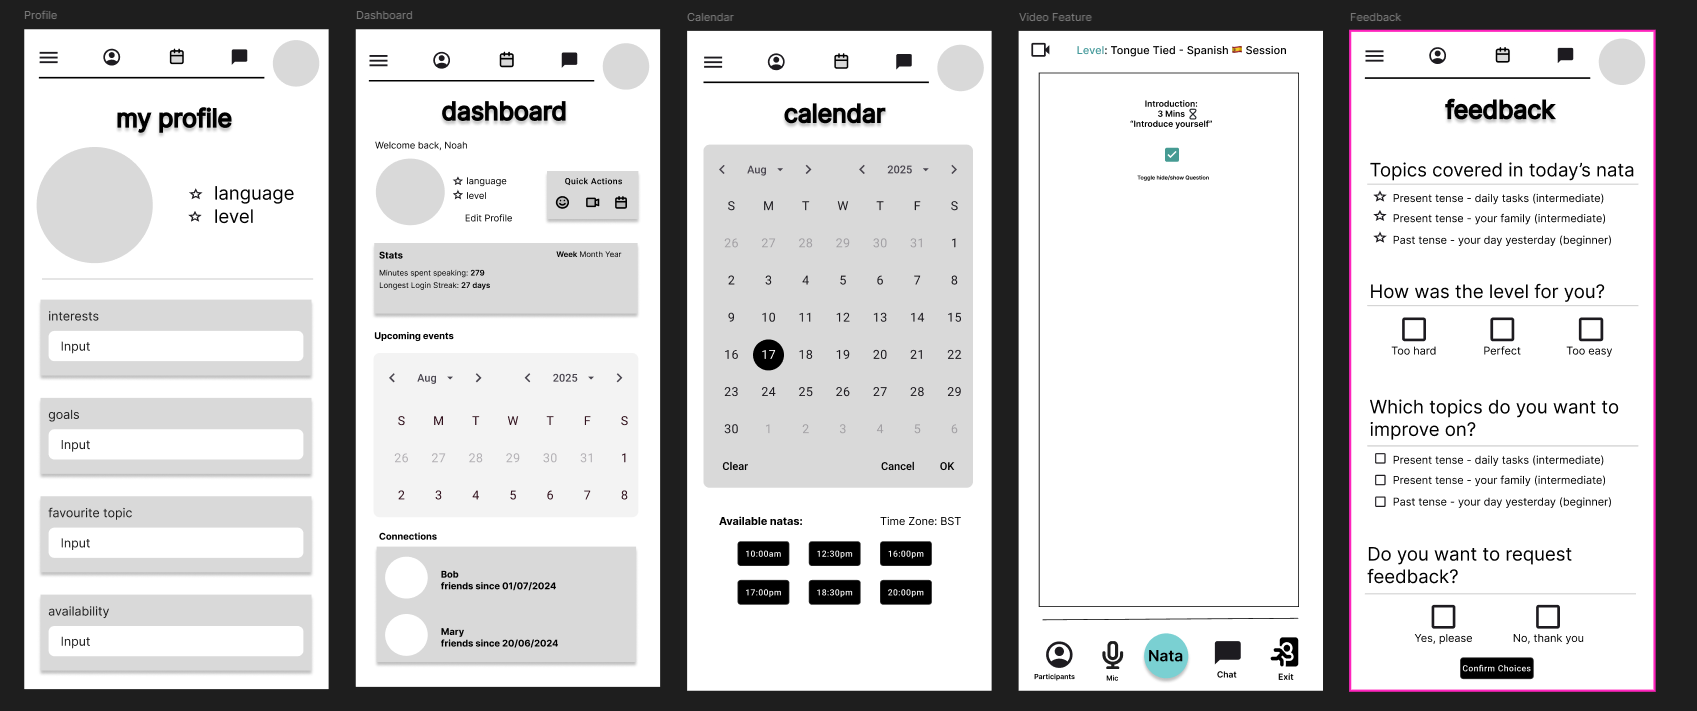 Profile
my profile
language
level
interests
Input
goals
Input
favourite topic
Input
availability
Input
Dashboard
dashboard
Welcome back, Noah
language
level
Edit Profile
Quick Actions
Stats
Week Month Year
Minutes spent speaking: 279
Longest Login Streak: 27 days
Upcoming events
Aug 2025
S M T W T F S
26 27 28 29 30 31 1
2 3 4 5 6 7 8
Connections
Bob
friends since 01/07/2024
Mary
friends since 20/06/2024
Calendar
calendar
Aug 2025
S M T W T F S
26 27 28 29 30 31 1
2 3 4 5 6 7 8
9 10 11 12 13 14 15
16 17 18 19 20 21 22
23 24 25 26 27 28 29
30 1 2 3 4 5 6
Clear Cancel OK
Available natas: Time Zone: BST
10:00am 12:30pm 16:00pm
17:00pm 18:30pm 20:00pm
Video Feature
Level: Tongue Tied - Spanish 🇪🇸 Session
Introduction:
3 Mins
“Introduce yourself”
Toggle hide/show Question
Participants
Mic
Nata
Chat
Exit
Feedback
feedback
Topics covered in today’s nata
Present tense - daily tasks (intermediate)
Present tense - your family (intermediate)
Past tense - your day yesterday (beginner)
How was the level for you?
Too hard Perfect Too easy
Which topics do you want to
improve on?
Present tense - daily tasks (intermediate)
Present tense - your family (intermediate)
Past tense - your day yesterday (beginner)
Do you want to request
feedback?
Yes, please No, thank you
Confirm Choices